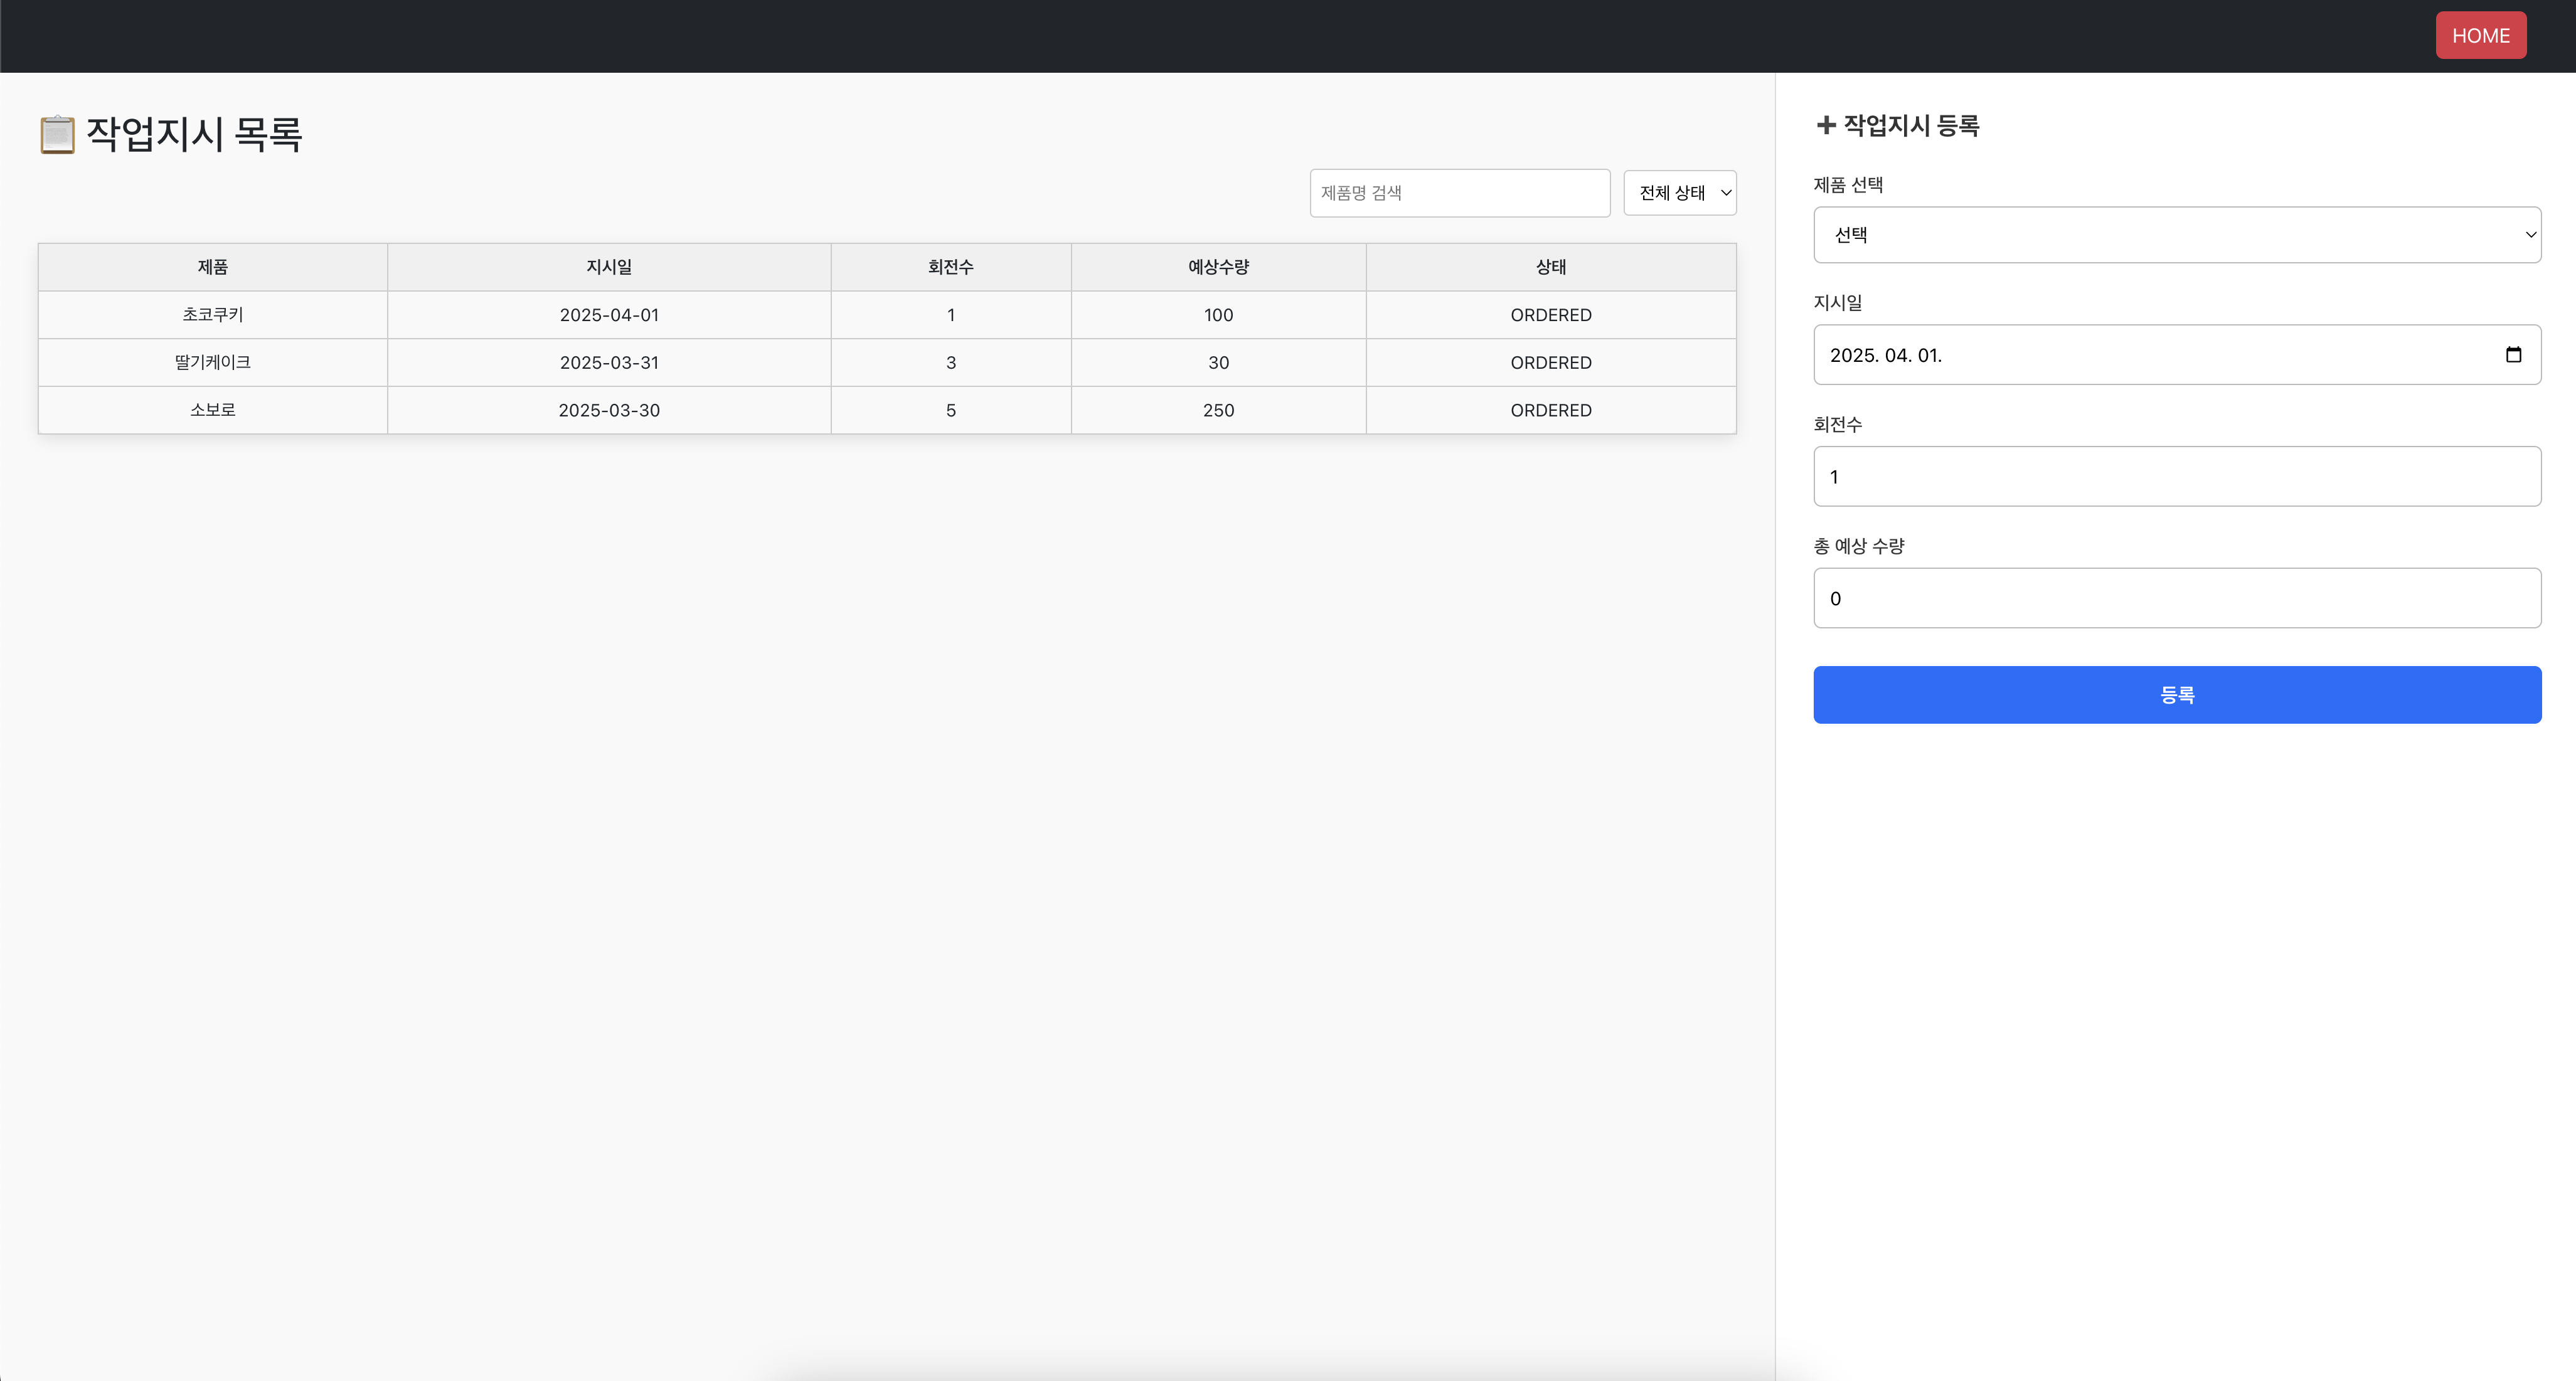 HOME
작업지시 목록
제품명 검색 전체 상태
제품 지시일 회전수 예상수량 상태
초코쿠키 2025-04-01 1 100 ORDERED
딸기케이크 2025-03-31 3 30 ORDERED
소보로 2025-03-30 5 250 ORDERED
작업지시 등록
제품 선택
선택
지시일
2025. 04. 01.
회전수
1
총 예상 수량
0
등록